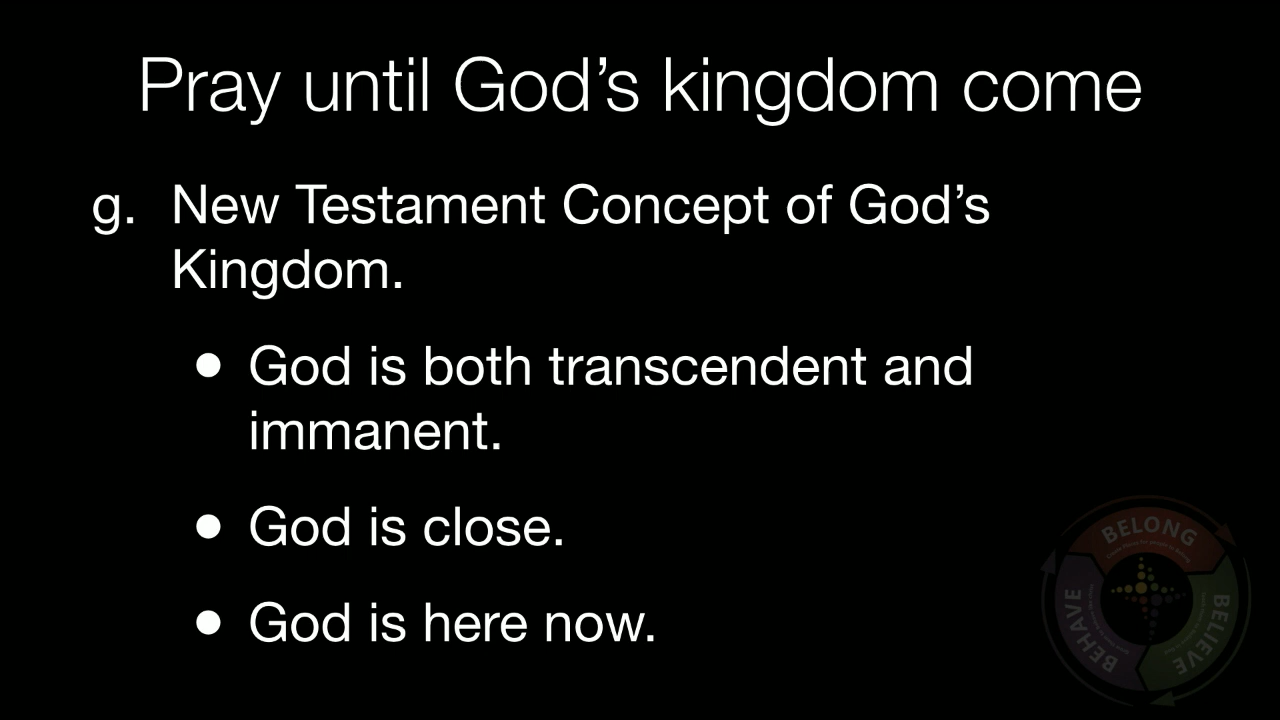 Pray until God’s kingdom come
g. New Testament Concept of God’s
Kingdom.
• God is both transcendent and
immanent.
• God is close.
• God is here now.
BELONG
BELIEVE
BEHAVE